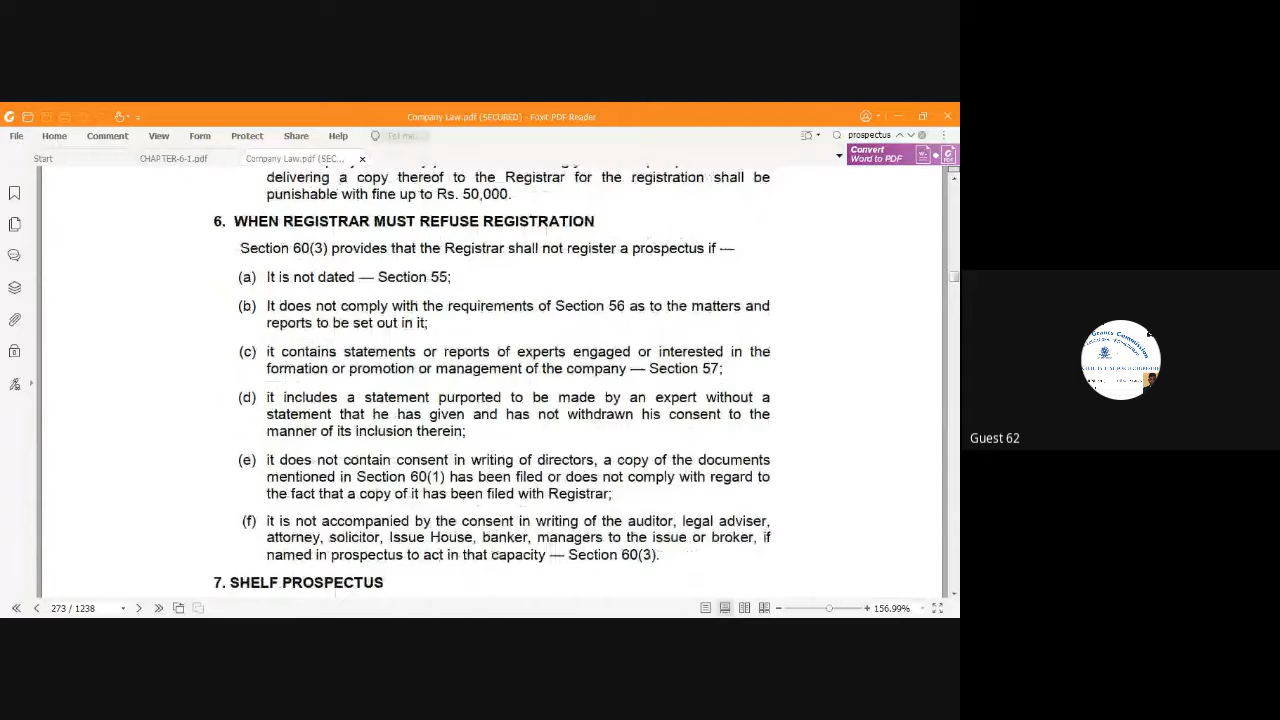 Company Law.pdf (SECURED) - Foxit PDF Reader
File Home Comment View Form Protect Share Help Tell me... prospectus
Start CHAPTER-6-1.pdf Company Law.pdf (SEC...
Convert
Word to PDF
delivering a copy thereof to the Registrar for the registration shall be
punishable with fine up to Rs. 50,000.
6. WHEN REGISTRAR MUST REFUSE REGISTRATION
Section 60(3) provides that the Registrar shall not register a prospectus if —
(a) It is not dated — Section 55;
(b) It does not comply with the requirements of Section 56 as to the matters and
reports to be set out in it;
(c) it contains statements or reports of experts engaged or interested in the
formation or promotion or management of the company — Section 57;
(d) it includes a statement purported to be made by an expert without a
statement that he has given and has not withdrawn his consent to the
manner of its inclusion therein;
(e) it does not contain consent in writing of directors, a copy of the documents
mentioned in Section 60(1) has been filed or does not comply with regard to
the fact that a copy of it has been filed with Registrar;
(f) it is not accompanied by the consent in writing of the auditor, legal adviser,
attorney, solicitor, Issue House, banker, managers to the issue or broker, if
named in prospectus to act in that capacity — Section 60(3).
7. SHELF PROSPECTUS
273 / 1238
156.99%
Grants Commission
Guest 62